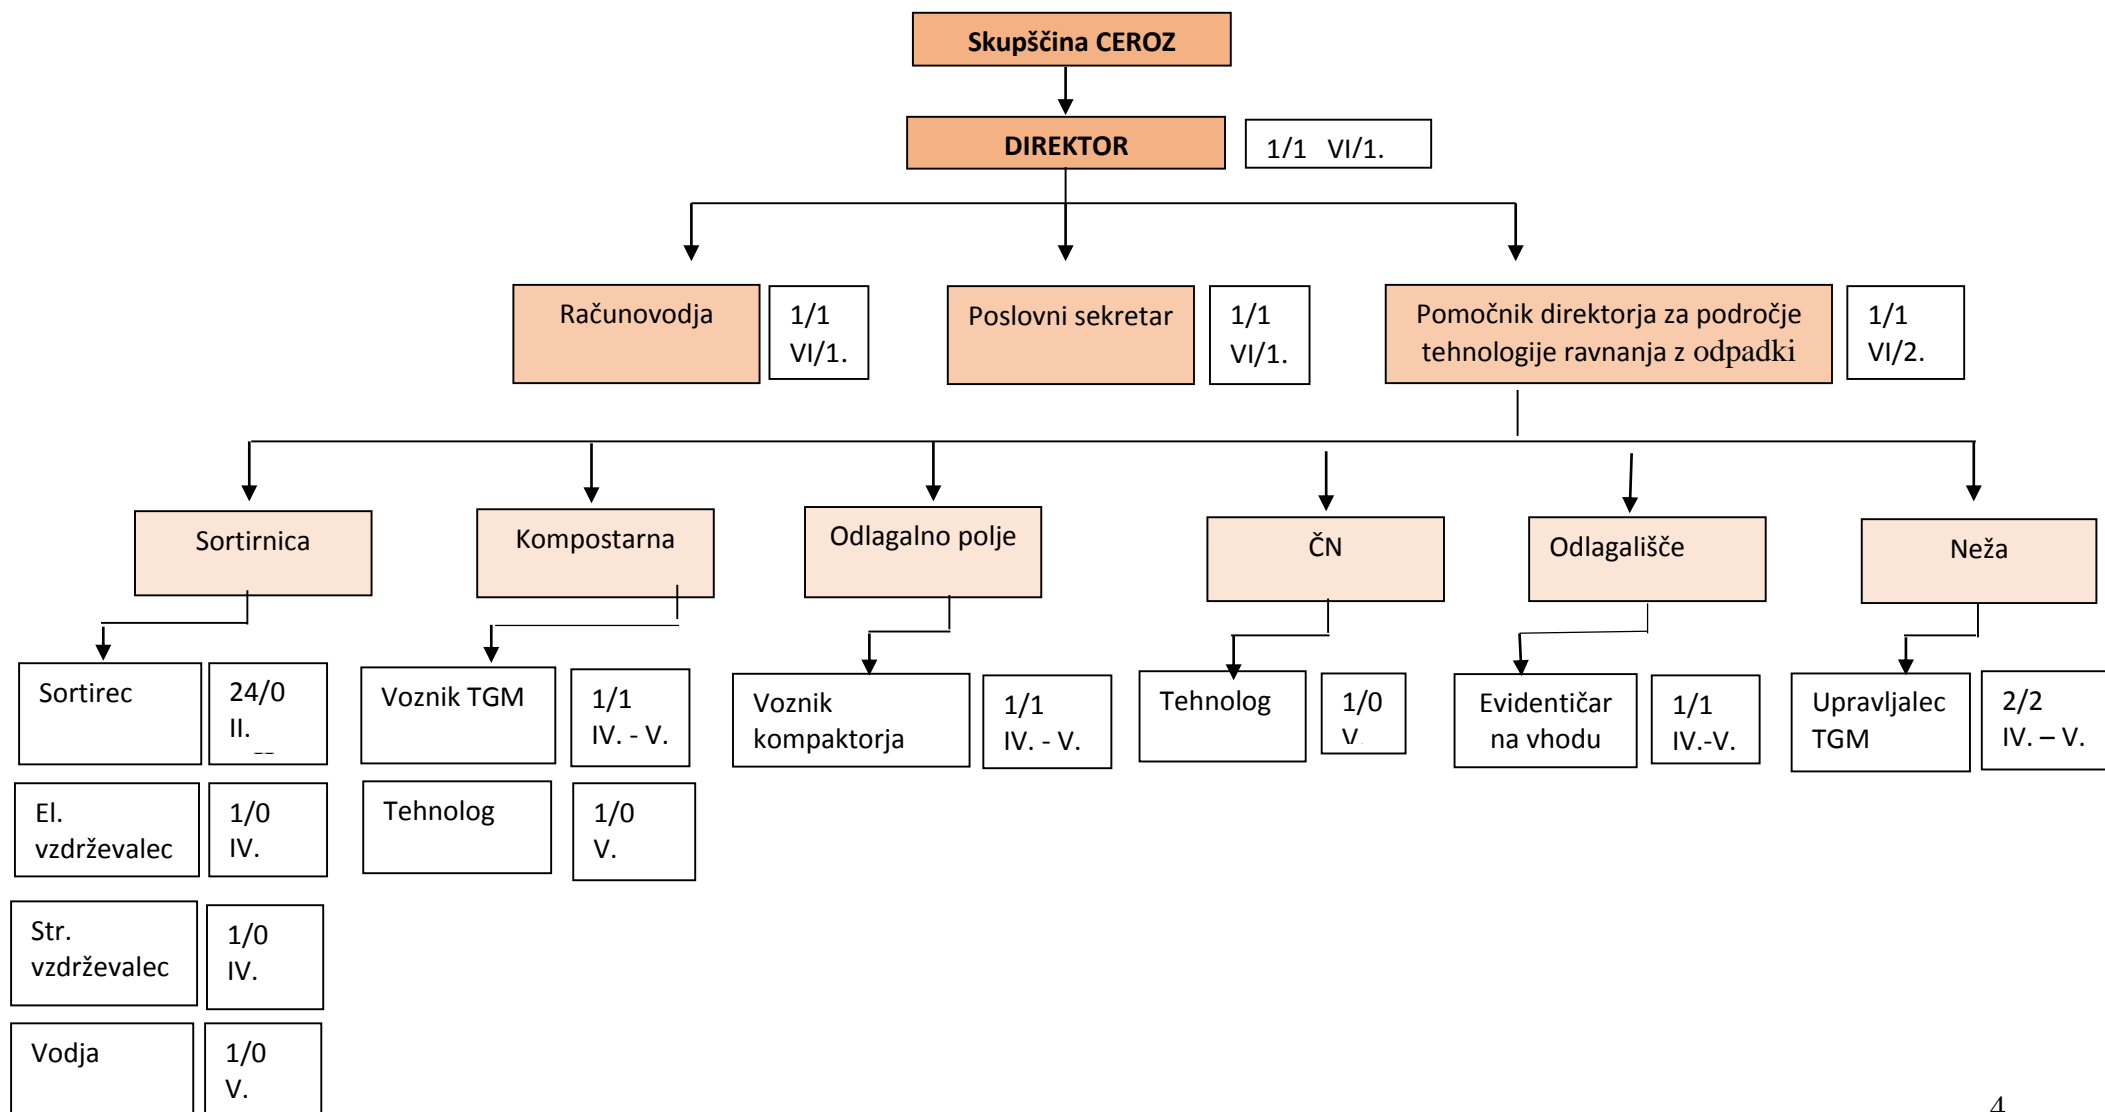 Skupščina CEROZ
DIREKTOR
1/1 VI/1.
Računovodja
1/1
VI/1.
Poslovni sekretar
1/1
VI/1.
Pomočnik direktorja za področje
tehnologije ravnanja z odpadki
1/1
VI/2.
Sortirnica
Kompostarna
Odlagalno polje
ČN
Odlagališče
Neža
Sortirec
24/0
II.
Voznik TGM
1/1
IV. - V.
Voznik
kompaktorja
1/1
IV. - V.
Tehnolog
1/0
V.
Evidentičar
na vhodu
1/1
IV.-V.
Upravljalec
TGM
2/2
IV. – V.
El.
vzdrževalec
1/0
IV.
Tehnolog
1/0
V.
Str.
vzdrževalec
1/0
IV.
Vodja
1/0
V.
4